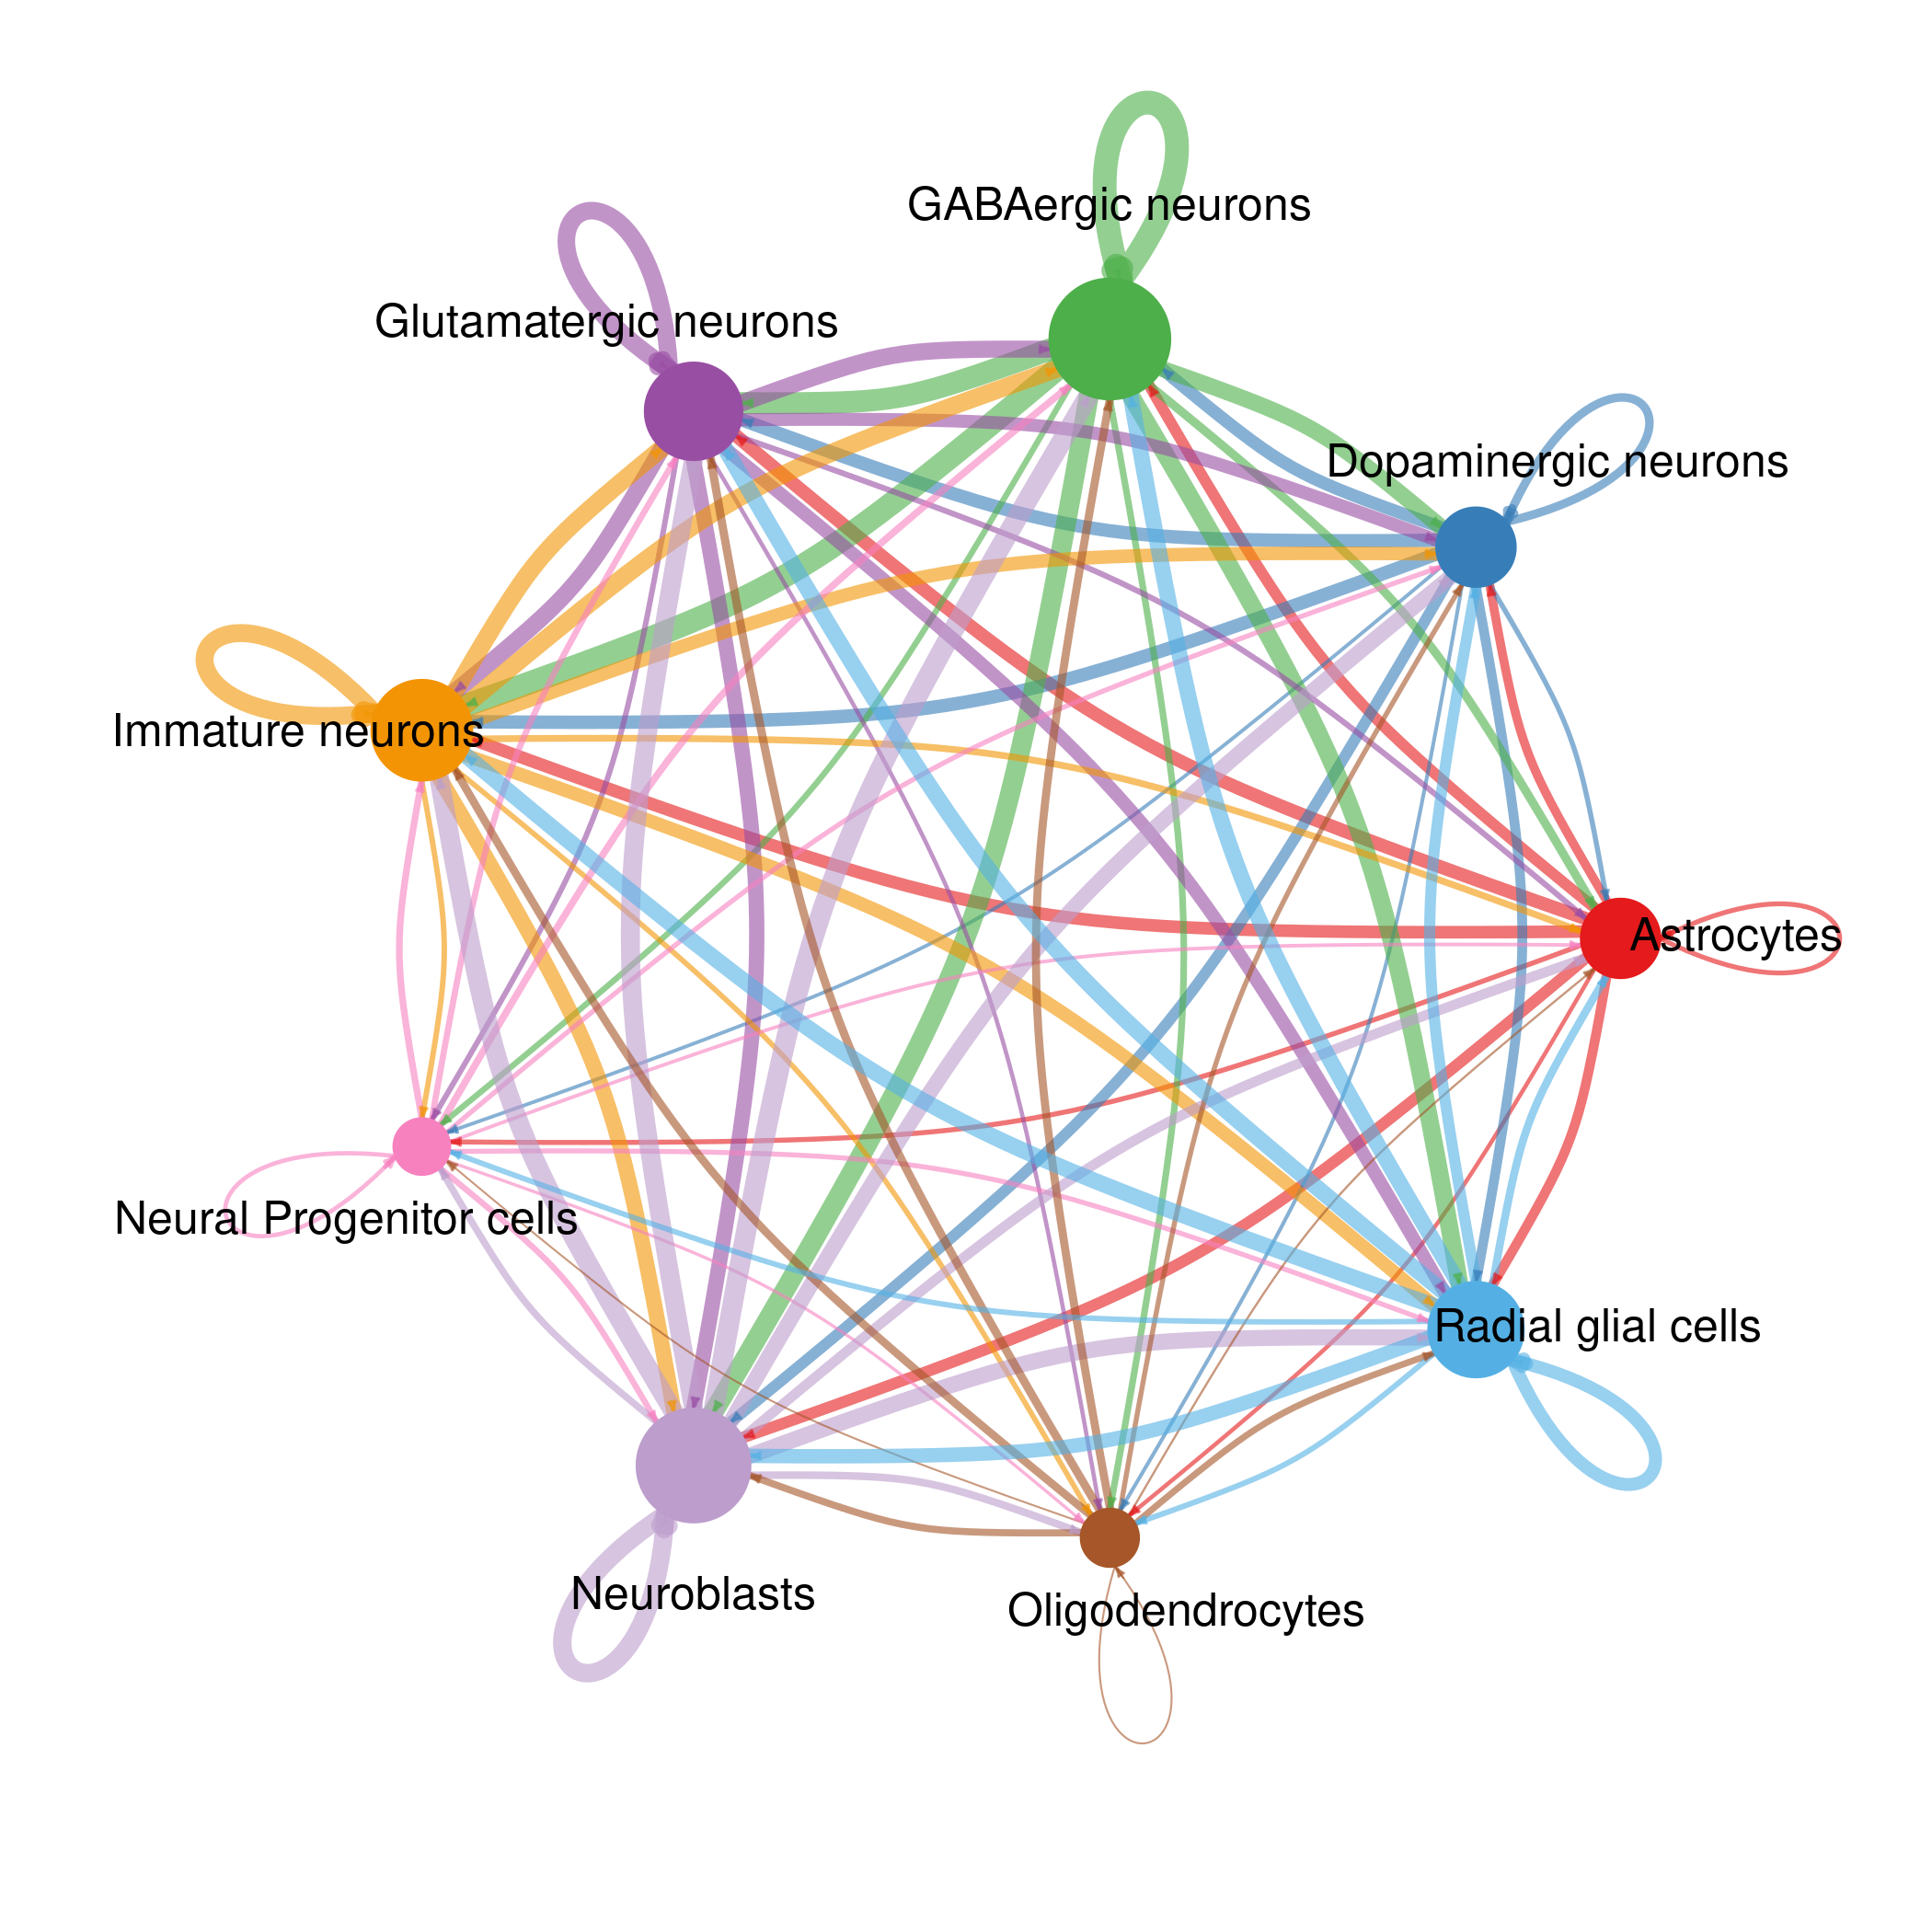 GABAergic neurons
Glutamatergic neurons
Dopaminergic neurons
Immature neurons
Astrocytes
Neural Progenitor cells
Radial glial cells
Neuroblasts
Oligodendrocytes